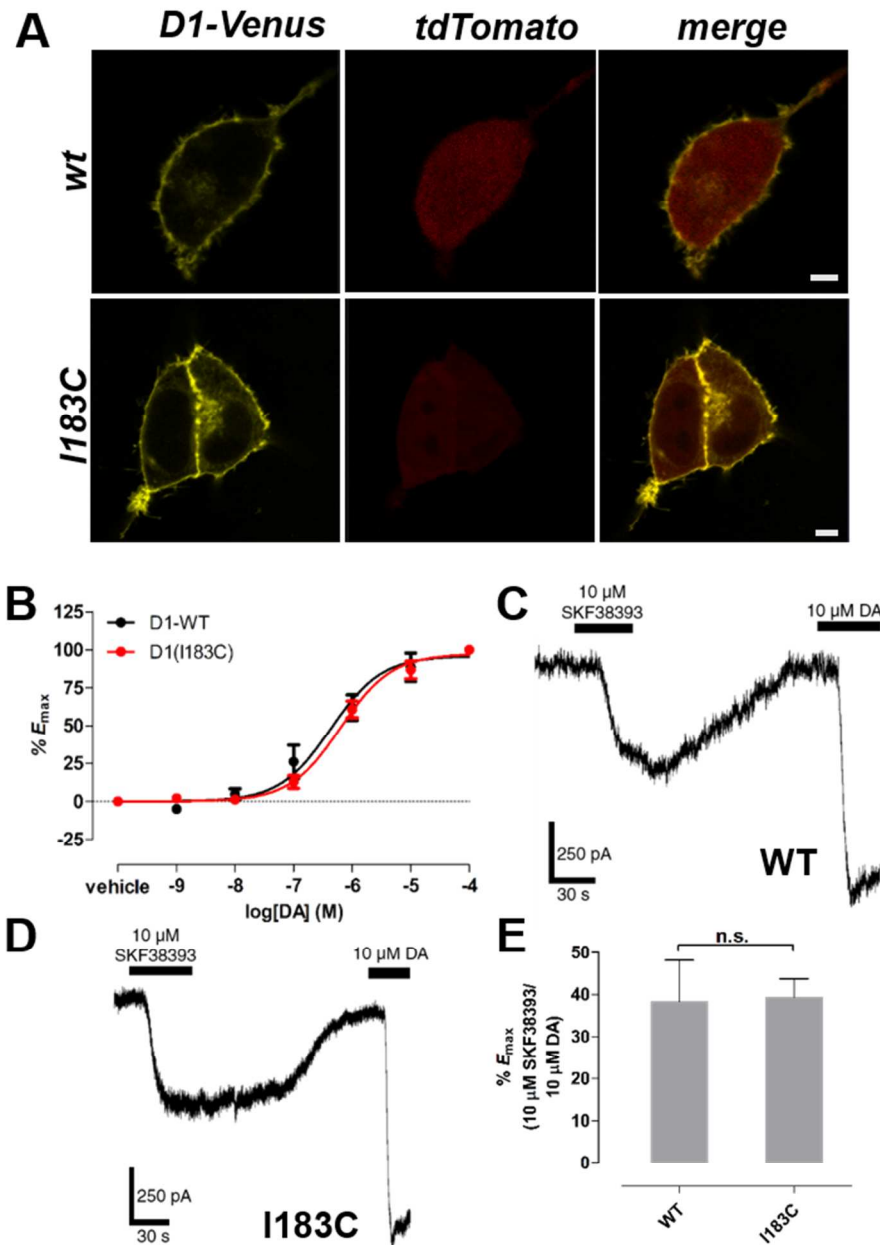 A
D1-Venus tdTomato merge
wt
I183C
B
125
100
75
50
25
0
-25
% Emax
D1-WT
D1(I183C)
vehicle -9 -8 -7 -6 -5 -4
log[DA] (M)
C
10 µM
SKF38393
10 µM DA
250 pA
30 s
WT
D
10 µM
SKF38393
10 µM DA
250 pA
30 s
I183C
E
50
40
30
20
10
0
% Emax
(10 µM SKF38393/
10 µM DA)
n.s.
WT
I183C